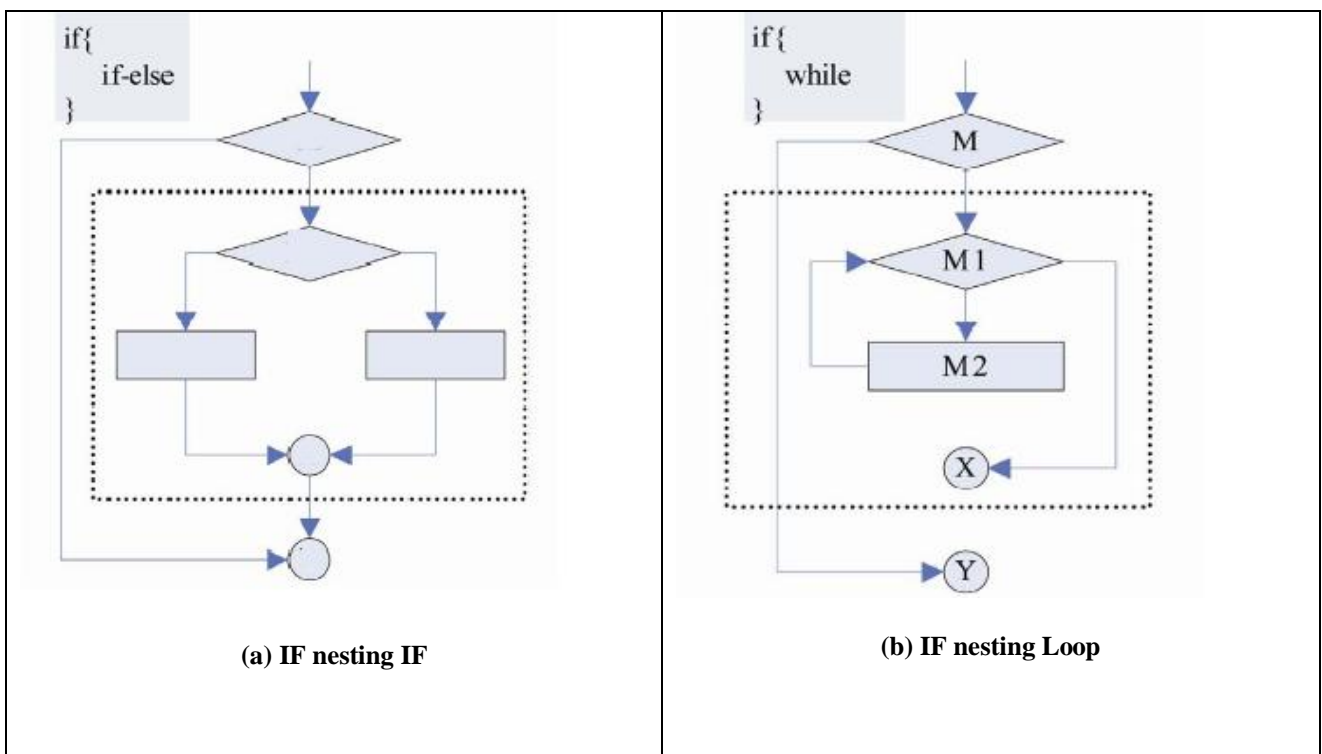 if{
if-else
}
(a) IF nesting IF
if{
while
}
M
M1
M2
X
Y
(b) IF nesting Loop